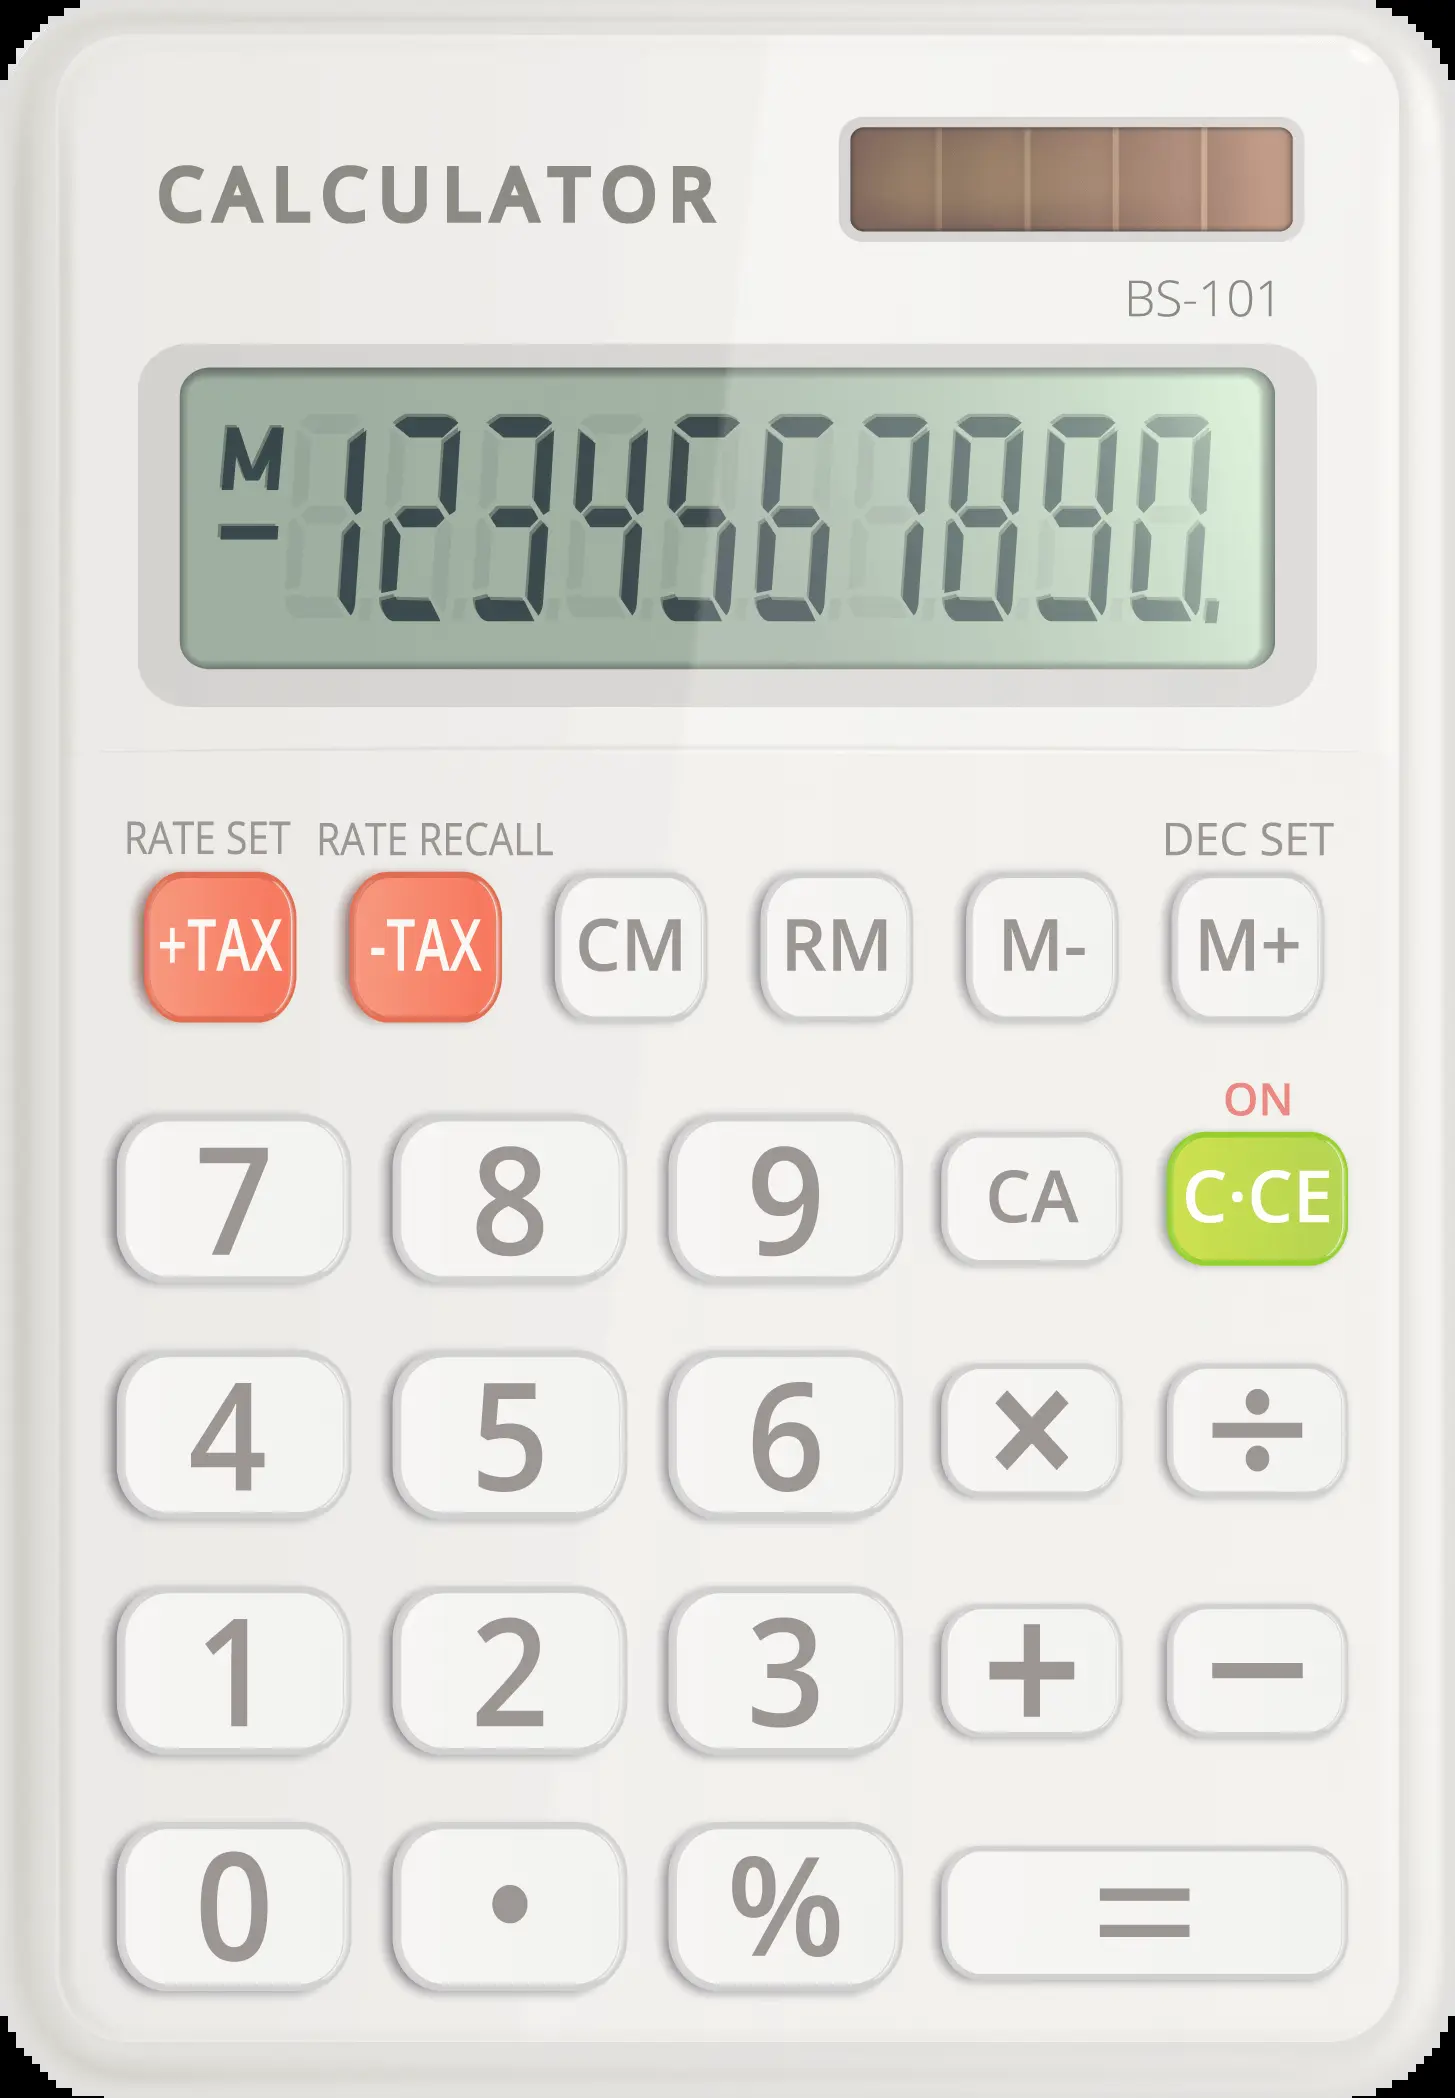 CALCULATOR
BS-101
M
-1234567890.
RATE SET RATE RECALL DEC SET
+TAX -TAX CM RM M- M+
ON
7 8 9 CA C·CE
4 5 6 × ÷
1 2 3 + −
0 . % =